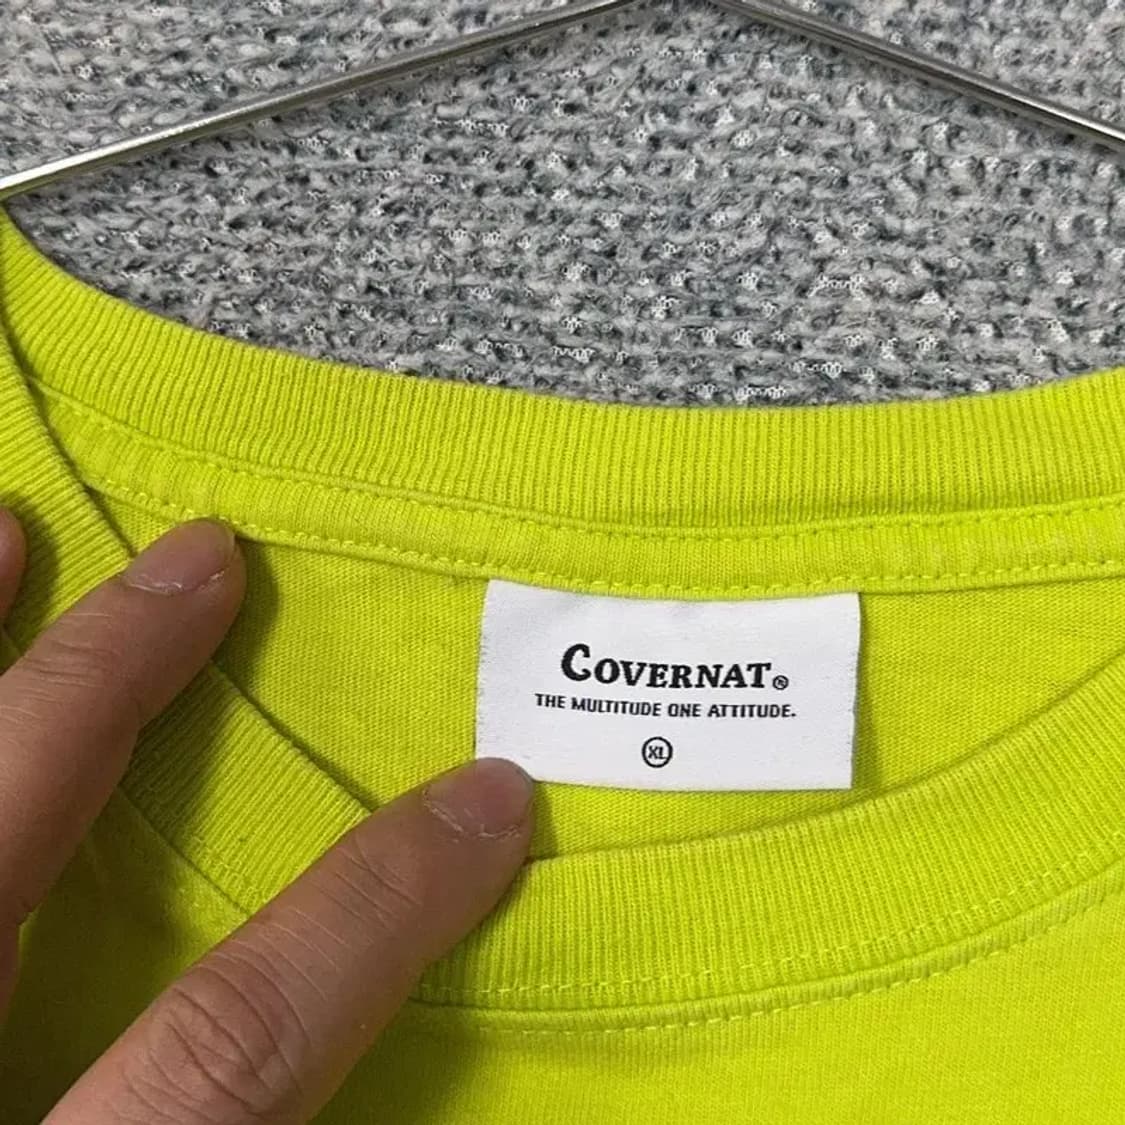 COVERNAT®
THE MULTITUDE ONE ATTITUDE.
XL